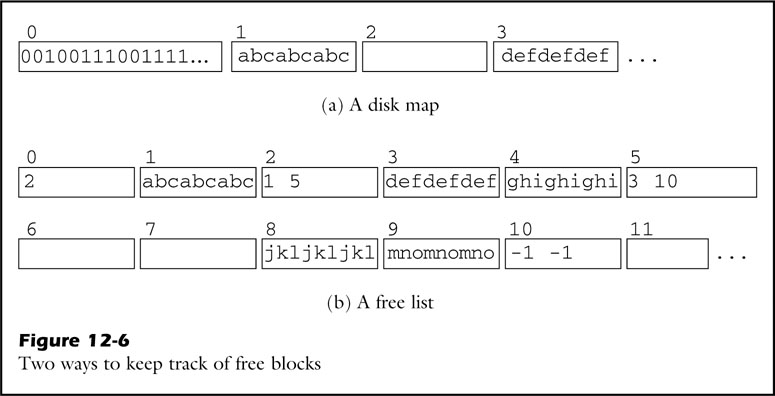 0 1 2 3
00100111001111... abcabcabc defdefdef ...
(a) A disk map
0 1 2 3 4 5
2 abcabcabc 1 5 defdefdef ghighighi 3 10
6 7 8 9 10 11
jkljkljkl mnomnomno -1 -1 ...
(b) A free list
Figure 12-6
Two ways to keep track of free blocks